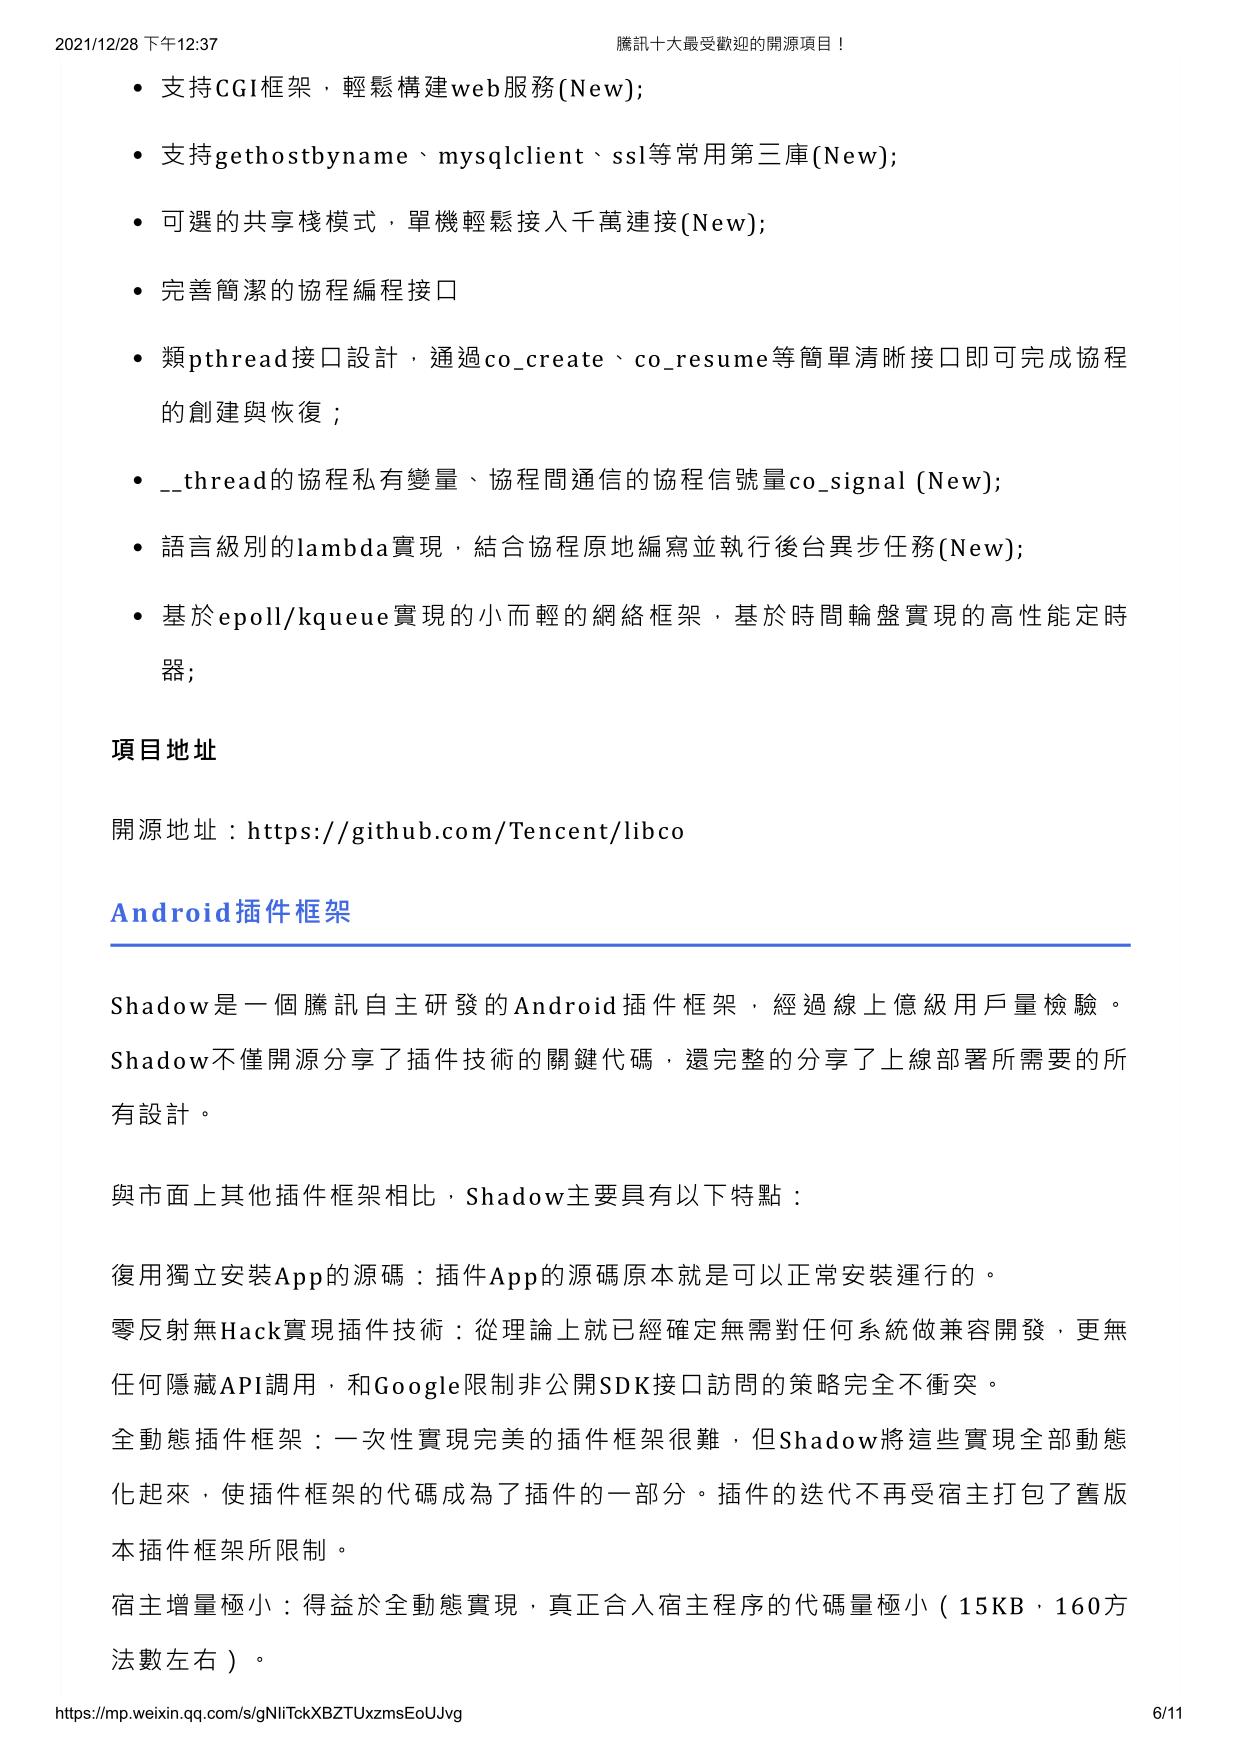 2021/12/28 下午12:37 騰訊十大最受歡迎的開源項目！
• 支持CGI框架，輕鬆構建web服務(New);
• 支持gethostbyname、mysqlclient、ssl等常用第三庫(New);
• 可選的共享棧模式，單機輕鬆接入千萬連接(New);
• 完善簡潔的協程編程接口
• 類pthread接口設計，通過co_create、co_resume等簡單清晰接口即可完成協程
的創建與恢復；
• __thread的協程私有變量、協程間通信的協程信號量co_signal (New);
• 語言級別的lambda實現，結合協程原地編寫並執行後台異步任務(New);
• 基於epoll/kqueue實現的小而輕的網絡框架，基於時間輪盤實現的高性能定時
器;
項目地址
開源地址：https://github.com/Tencent/libco
Android插件框架
Shadow是一個騰訊自主研發的Android插件框架，經過線上億級用戶量檢驗。
Shadow不僅開源分享了插件技術的關鍵代碼，還完整的分享了上線部署所需要的所
有設計。
與市面上其他插件框架相比，Shadow主要具有以下特點：
復用獨立安裝App的源碼：插件App的源碼原本就是可以正常安裝運行的。
零反射無Hack實現插件技術：從理論上就已經確定無需對任何系統做兼容開發，更無
任何隱藏API調用，和Google限制非公開SDK接口訪問的策略完全不衝突。
全動態插件框架：一次性實現完美的插件框架很難，但Shadow將這些實現全部動態
化起來，使插件框架的代碼成為了插件的一部分。插件的迭代不再受宿主打包了舊版
本插件框架所限制。
宿主增量極小：得益於全動態實現，真正合入宿主程序的代碼量極小（15KB，160方
法數左右）。
https://mp.weixin.qq.com/s/gNIiTckXBZTUxzmsEoUJvg 6/11